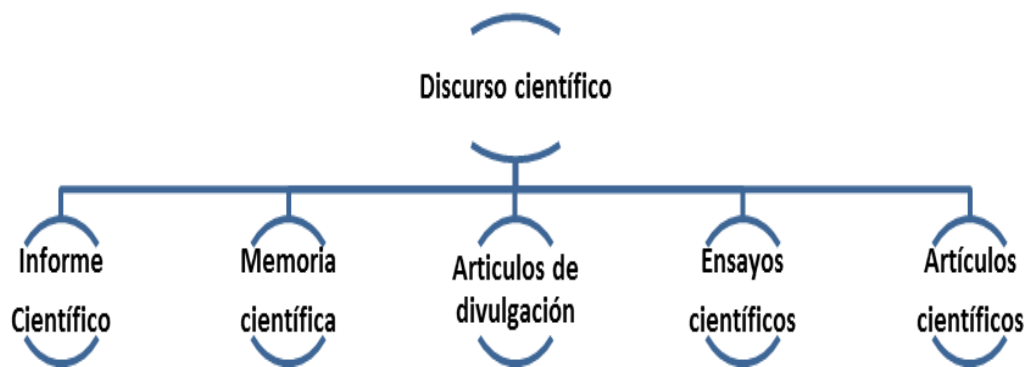 Discurso científico
Informe
Científico
Memoria
científica
Articulos de
divulgación
Ensayos
científicos
Artículos
científicos